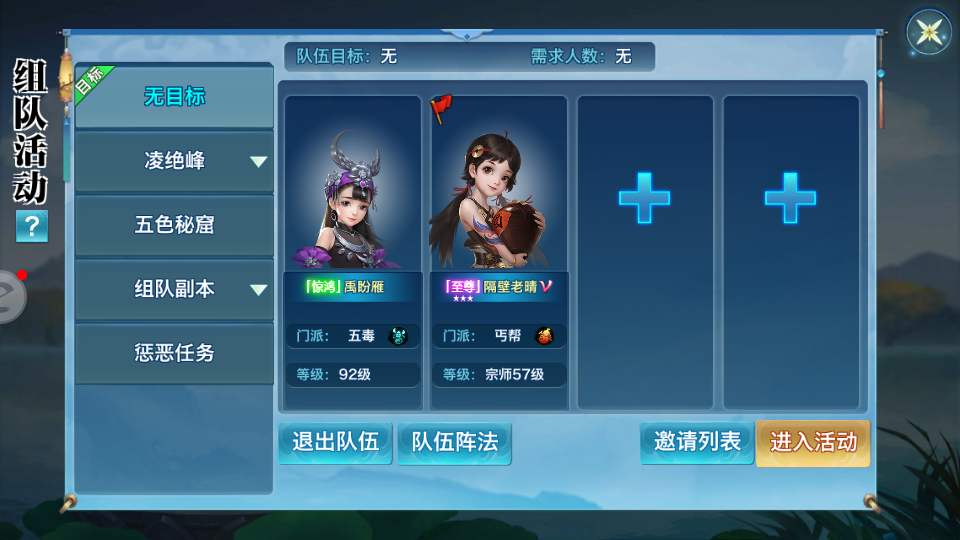 组队活动
?
目标
无目标
凌绝峰
五色秘窟
组队副本
惩恶任务
队伍目标：无
需求人数：无
「惊鸿」禹盼雁
门派：五毒
等级：92级
「至尊」隔壁老晴V
门派：丐帮
等级：宗师57级
退出队伍
队伍阵法
邀请列表
进入活动